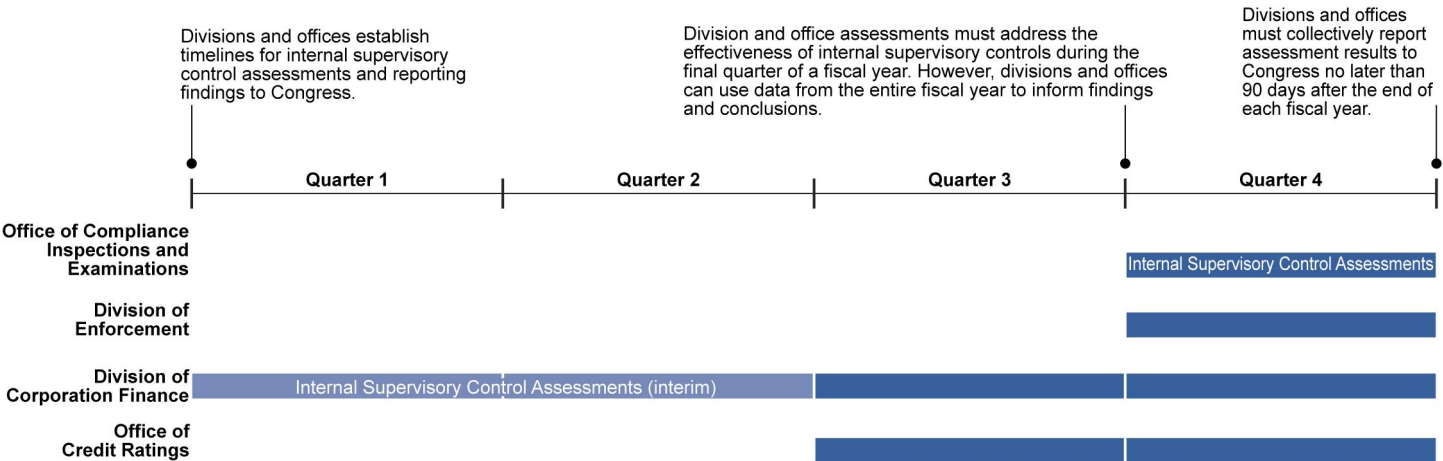 Divisions and offices establish
timelines for internal supervisory
control assessments and reporting
findings to Congress.
Division and office assessments must address the
effectiveness of internal supervisory controls during the
final quarter of a fiscal year. However, divisions and offices
can use data from the entire fiscal year to inform findings
and conclusions.
Divisions and offices
must collectively report
assessment results to
Congress no later than
90 days after the end of
each fiscal year.
Quarter 1
Quarter 2
Quarter 3
Quarter 4
Office of Compliance
Inspections and
Examinations
Internal Supervisory Control Assessments
Division of
Enforcement
Division of
Corporation Finance
Internal Supervisory Control Assessments (interim)
Office of
Credit Ratings